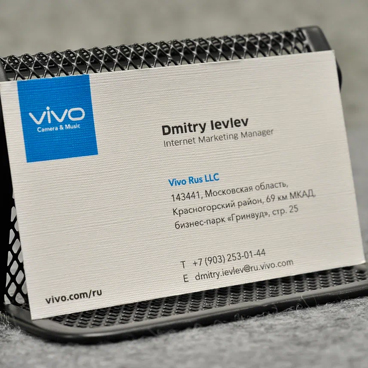 vivo
Camera & Music
Dmitry Ievlev
Internet Marketing Manager
Vivo Rus LLC
143441, Московская область,
Красногорский район, 69 км МКАД,
бизнес-парк «Гринвуд», стр. 25
T +7 (903) 253-01-44
E dmitry.ievlev@ru.vivo.com
vivo.com/ru